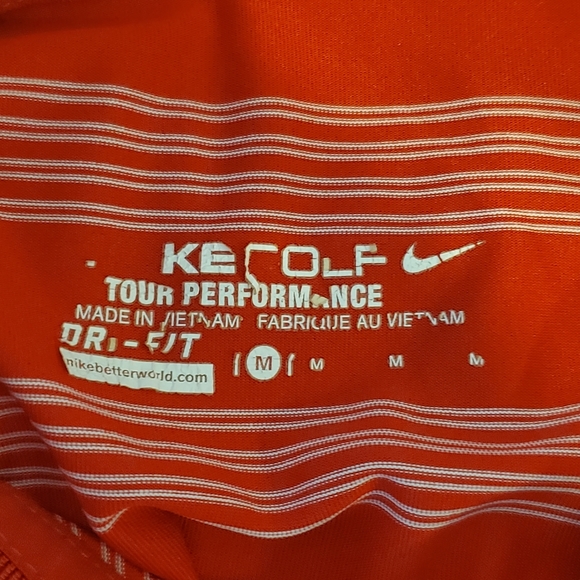 KE GOLF
TOUR PERFORMANCE
MADE IN VIETNAM FABRIQUE AU VIETNAM
DRI-FIT
nikebetterworld.com
M M M M